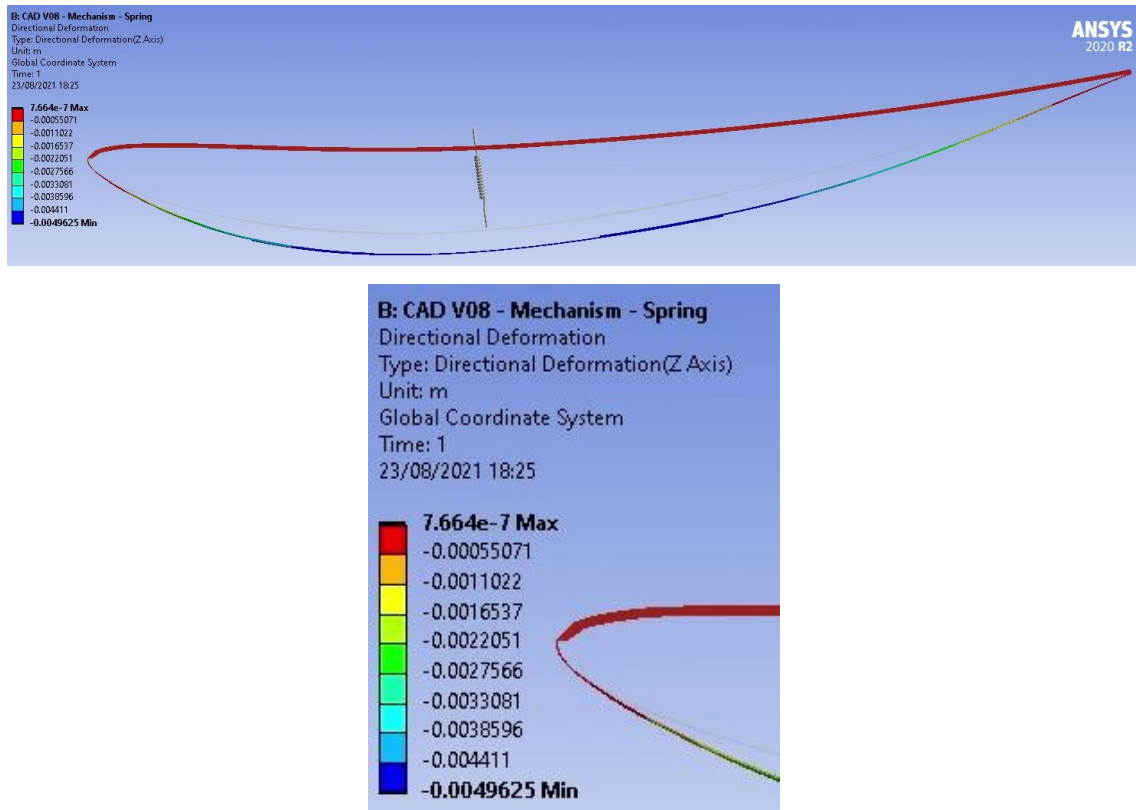 B: CAD V08 - Mechanism - Spring
Directional Deformation
Type: Directional Deformation(Z Axis)
Unit: m
Global Coordinate System
Time: 1
23/08/2021 18:25
7.664e-7 Max
-0.00055071
-0.0011022
-0.0016537
-0.0022051
-0.0027566
-0.0033081
-0.0038596
-0.004411
-0.0049625 Min
ANSYS
2020 R2
B: CAD V08 - Mechanism - Spring
Directional Deformation
Type: Directional Deformation(Z Axis)
Unit: m
Global Coordinate System
Time: 1
23/08/2021 18:25
7.664e-7 Max
-0.00055071
-0.0011022
-0.0016537
-0.0022051
-0.0027566
-0.0033081
-0.0038596
-0.004411
-0.0049625 Min